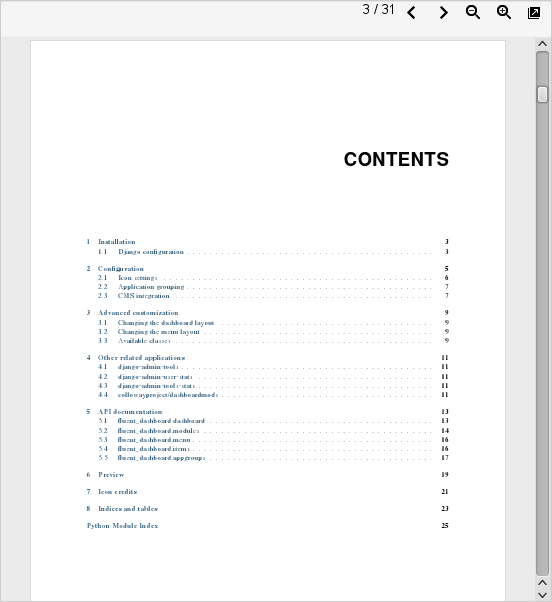 3 / 31
CONTENTS
1 Installation 3
1.1 Django configuration . . . . . . . . . . . . . . . . . . . . . . . . . . . . . . 3
2 Configuration 5
2.1 Icon settings . . . . . . . . . . . . . . . . . . . . . . . . . . . . . . 6
2.2 Application grouping . . . . . . . . . . . . . . . . . . . . . . . . . . . . . . 7
2.3 CMS integration . . . . . . . . . . . . . . . . . . . . . . . . . . . . . . 7
3 Advanced customization 9
3.1 Changing the dashboard layout . . . . . . . . . . . . . . . . . . . . . . . . . . . . . . 9
3.2 Changing the menu layout . . . . . . . . . . . . . . . . . . . . . . . . . . . . . . 9
3.3 Available classes . . . . . . . . . . . . . . . . . . . . . . . . . . . . . . 9
4 Other related applications 11
4.1 django-admin-tools . . . . . . . . . . . . . . . . . . . . . . . . . . . . . . 11
4.2 django-admin-user-stats . . . . . . . . . . . . . . . . . . . . . . . . . . . . . . 11
4.3 django-admin-tools-stats . . . . . . . . . . . . . . . . . . . . . . . . . . . . . . 11
4.4 collowayproject/dashboardmods . . . . . . . . . . . . . . . . . . . . . . . . . . . . . . 11
5 API documentation 13
5.1 fluent_dashboard.dashboard . . . . . . . . . . . . . . . . . . . . . . . . . . . . . . 13
5.2 fluent_dashboard.modules . . . . . . . . . . . . . . . . . . . . . . . . . . . . . . 14
5.3 fluent_dashboard.menu . . . . . . . . . . . . . . . . . . . . . . . . . . . . . . 16
5.4 fluent_dashboard.items . . . . . . . . . . . . . . . . . . . . . . . . . . . . . . 16
5.5 fluent_dashboard.appgroups . . . . . . . . . . . . . . . . . . . . . . . . . . . . . . 17
6 Preview 19
7 Icon credits 21
8 Indices and tables 23
Python Module Index 25